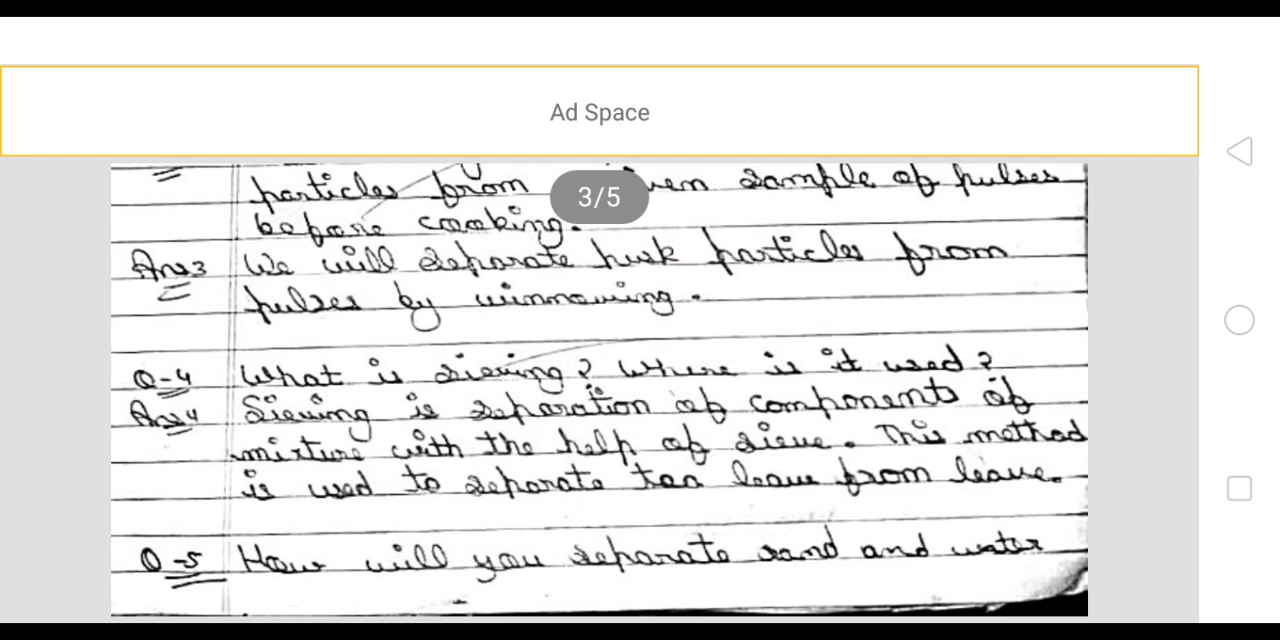 Ad Space
3/5
particles from ven sample of pulses
before cooking.
Ans3 We will separate husk particles from
pulses by winnowing.
Q-4 What is sieving? Where is it used?
Ans4 Sieving is separation of components of
mixture with the help of sieve. This method
is used to separate tea leave from leave.
Q-5 How will you separate sand and water